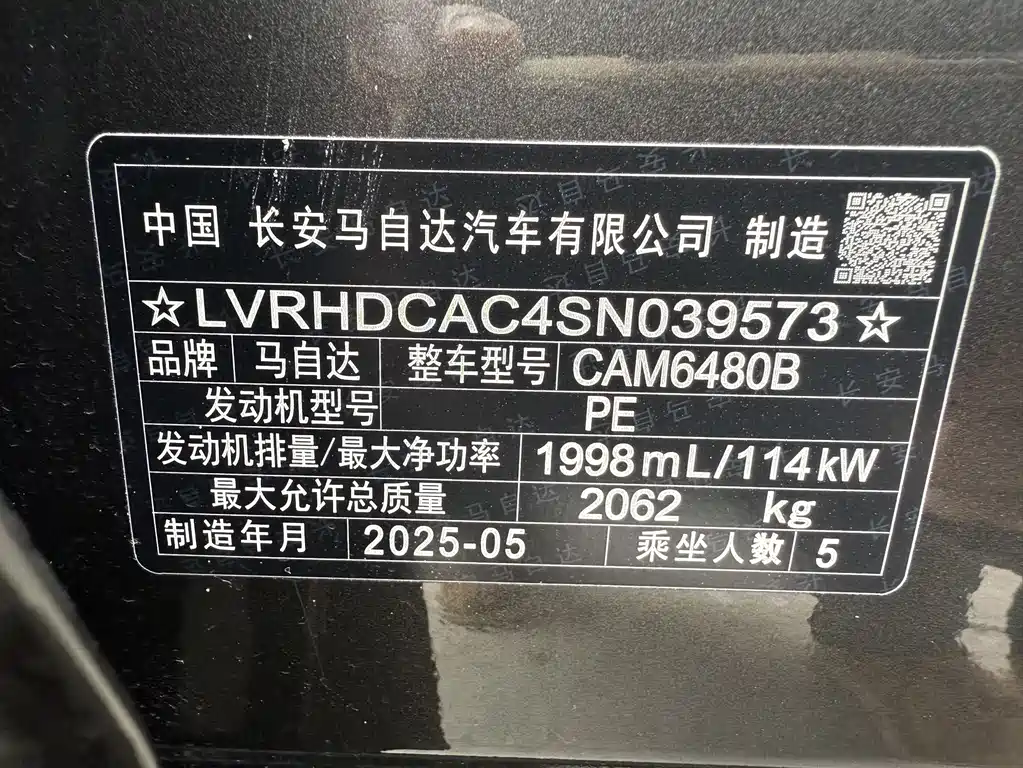 中国 长安马自达汽车有限公司 制造
☆LVRHDCAC4SN039573☆
品牌 马自达 整车型号 CAM6480B
发动机型号 PE
发动机排量/最大净功率 1998mL/114kW
最大允许总质量 2062 kg
制造年月 2025-05 乘坐人数 5